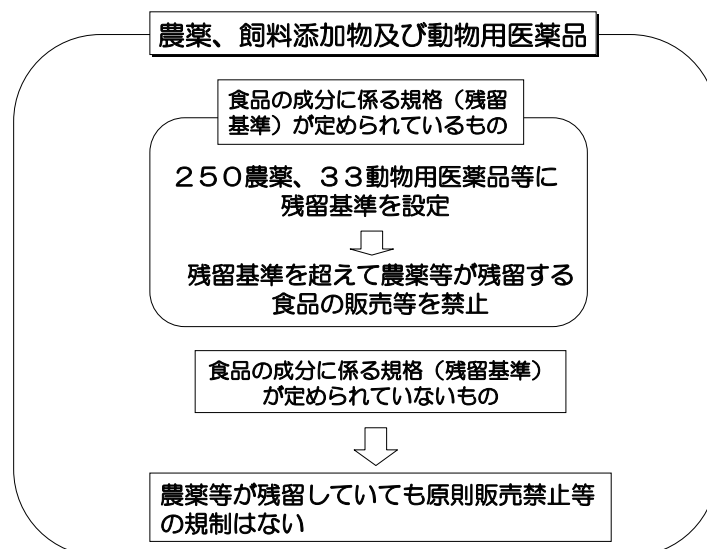 農薬、飼料添加物及び動物用医薬品
食品の成分に係る規格（残留
基準）が定められているもの
２５０農薬、３３動物用医薬品等に
残留基準を設定
残留基準を超えて農薬等が残留する
食品の販売等を禁止
食品の成分に係る規格（残留基準）
が定められていないもの
農薬等が残留していても原則販売禁止等
の規制はない